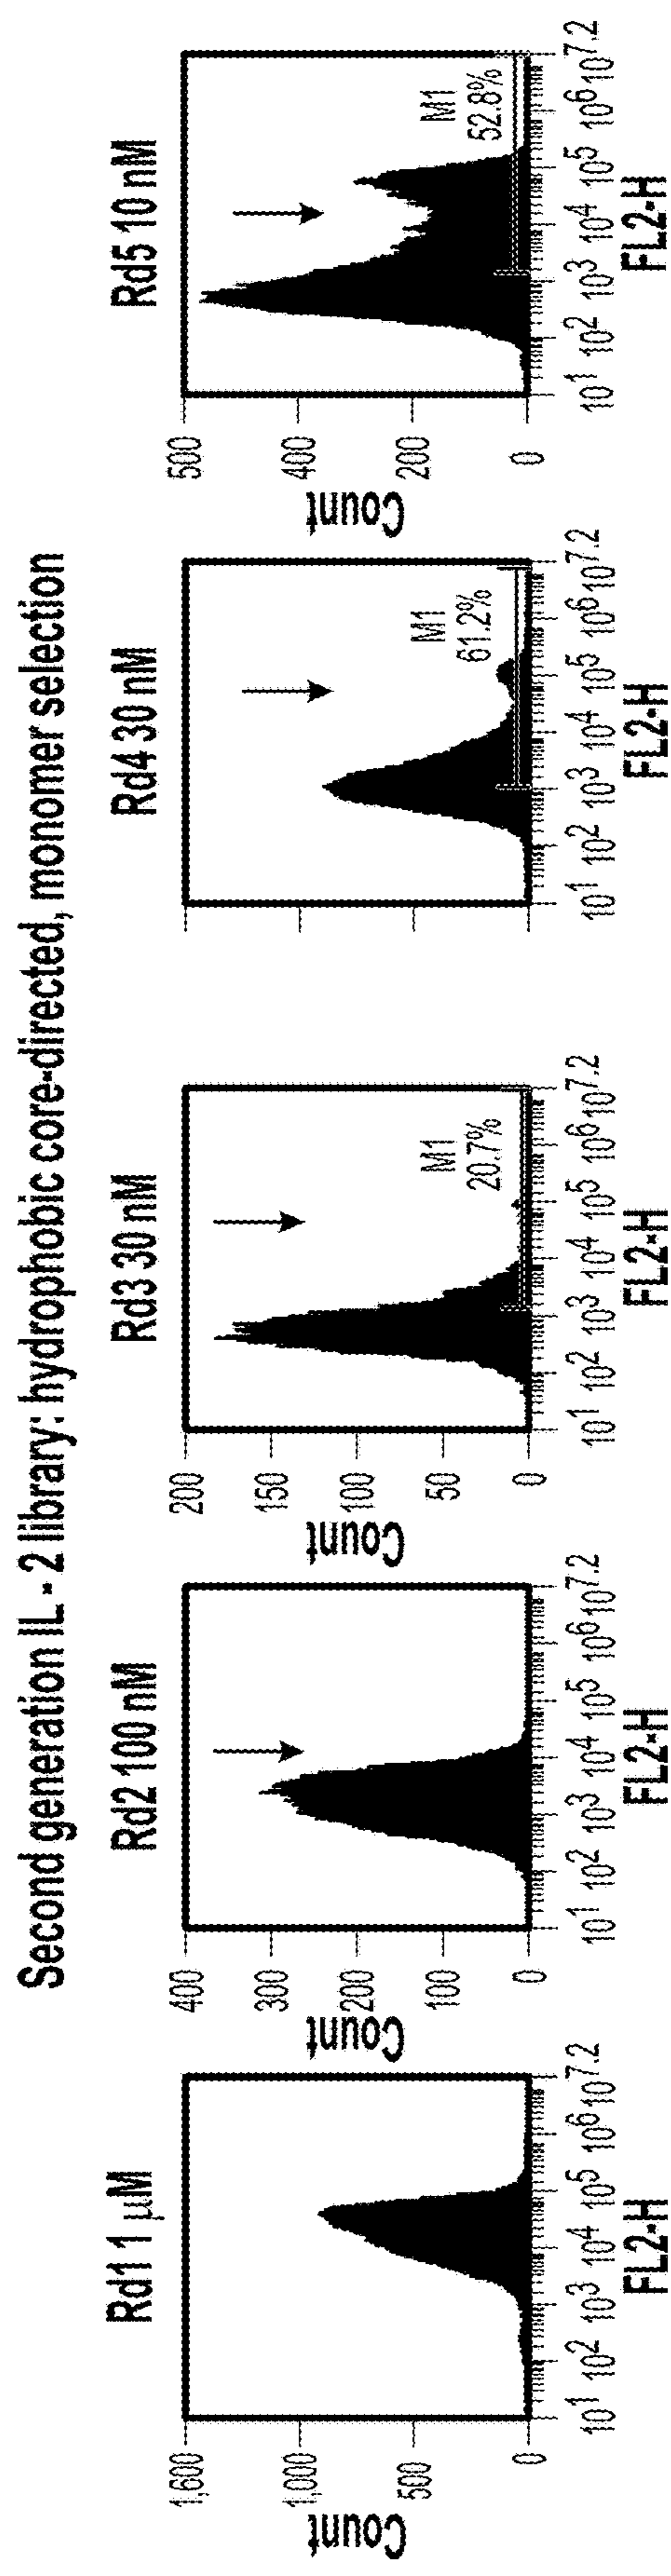 Second generation IL - 2 library: hydrophobic core-directed, monomer selection
Rd1 1 μM
Count
1,600
1,000
500
0
10¹ 10² 10³ 10⁴ 10⁵ 10⁶ 10⁷·²
FL2-H
Rd2 100 nM
Count
400
300
200
100
0
10¹ 10² 10³ 10⁴ 10⁵ 10⁶ 10⁷·²
FL2-H
Rd3 30 nM
Count
200
150
100
50
0
M1
20.7%
10¹ 10² 10³ 10⁴ 10⁵ 10⁶ 10⁷·²
FL2-H
Rd4 30 nM
M1
61.2%
10¹ 10² 10³ 10⁴ 10⁵ 10⁶ 10⁷·²
FL2-H
Rd5 10 nM
Count
500
400
200
0
M1
52.8%
10¹ 10² 10³ 10⁴ 10⁵ 10⁶ 10⁷·²
FL2-H